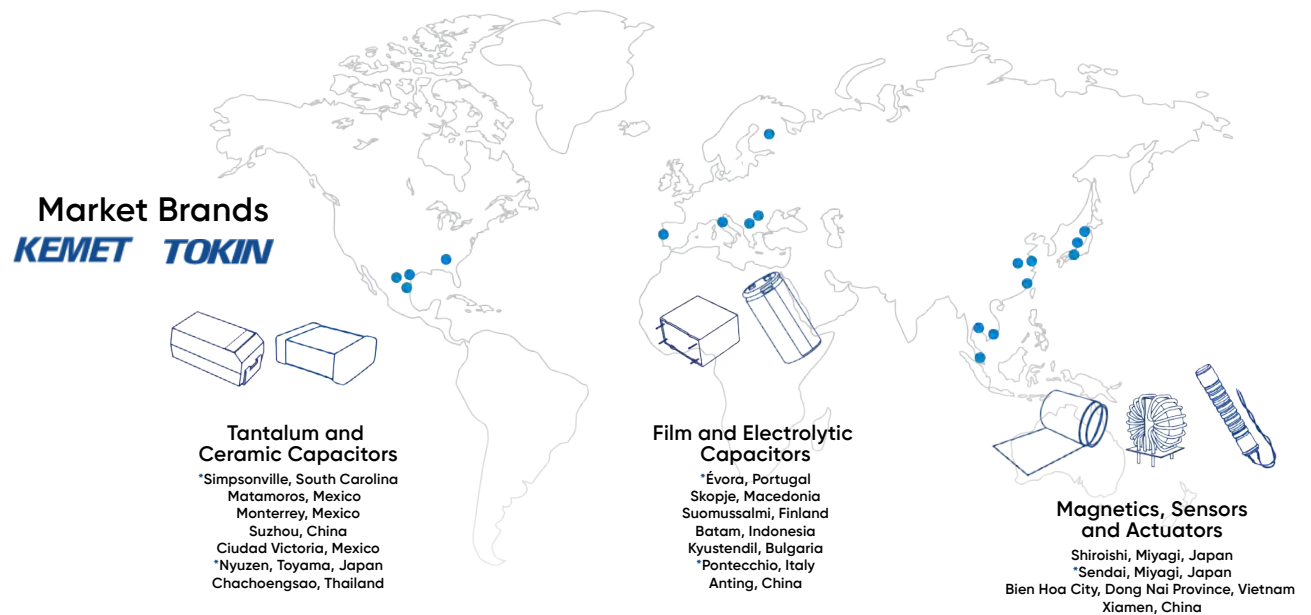 Market Brands
KEMET TOKIN
Tantalum and
Ceramic Capacitors
*Simpsonville, South Carolina
Matamoros, Mexico
Monterrey, Mexico
Suzhou, China
Ciudad Victoria, Mexico
*Nyuzen, Toyama, Japan
Chachoengsao, Thailand
Film and Electrolytic
Capacitors
*Évora, Portugal
Skopje, Macedonia
Suomussalmi, Finland
Batam, Indonesia
Kyustendil, Bulgaria
*Pontecchio, Italy
Anting, China
Magnetics, Sensors
and Actuators
Shiroishi, Miyagi, Japan
*Sendai, Miyagi, Japan
Bien Hoa City, Dong Nai Province, Vietnam
Xiamen, China